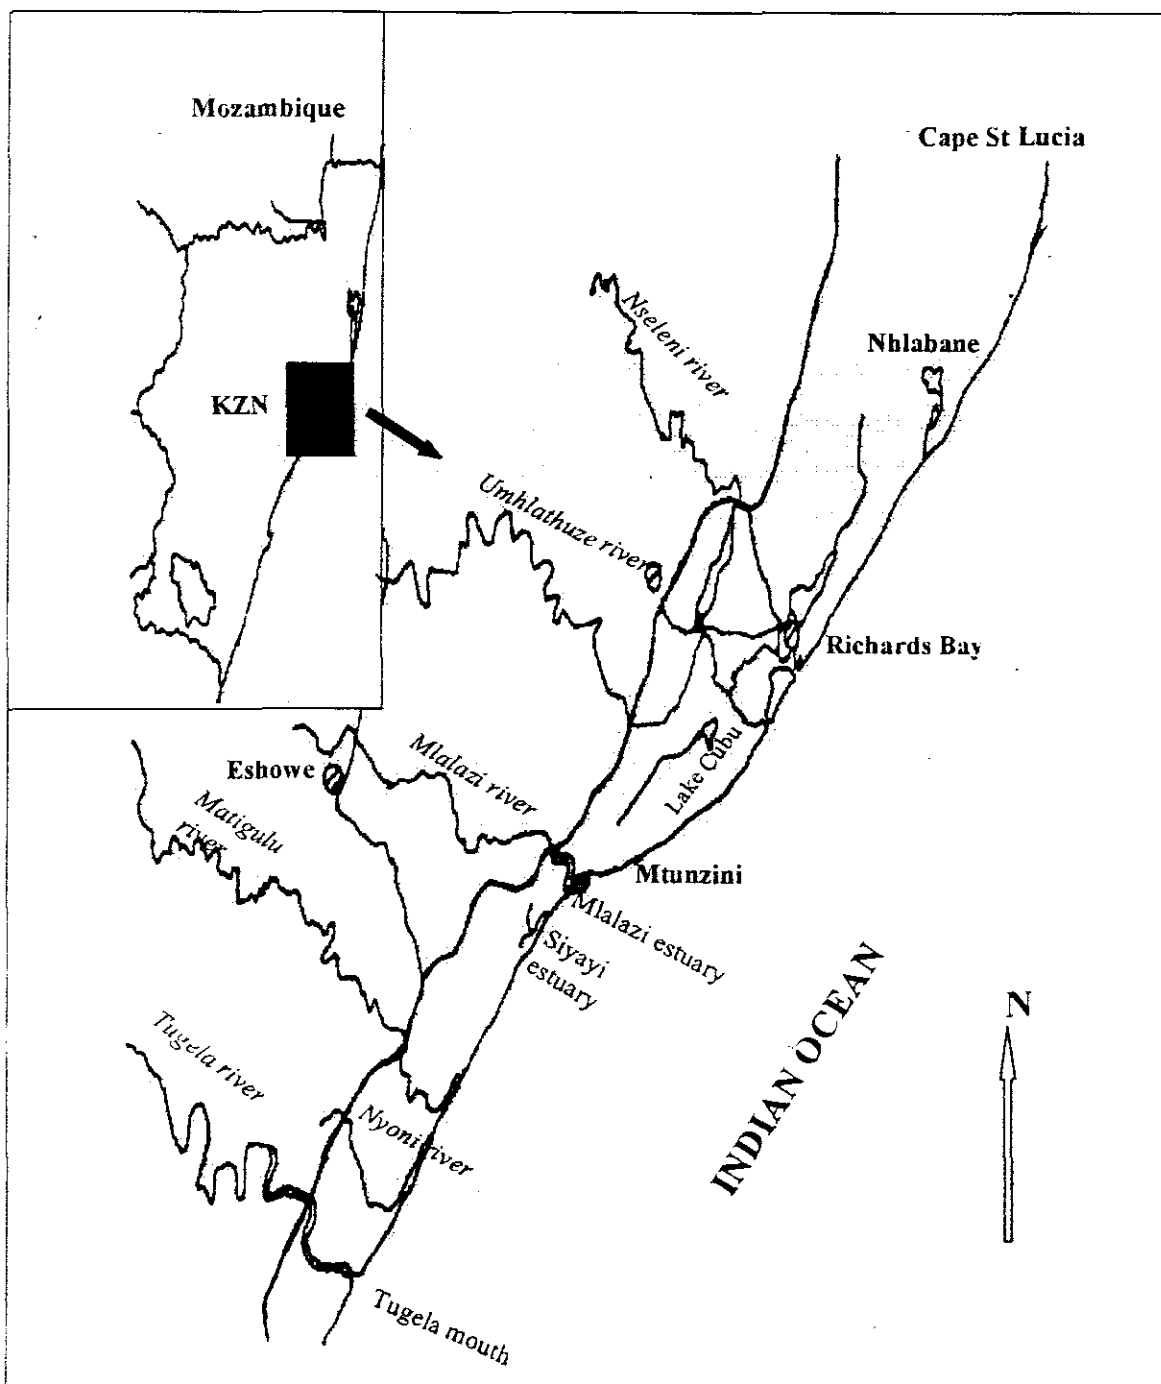 Mozambique
Cape St Lucia
Nseleni river
Nhlabane
KZN
Umhlathuze river
Richards Bay
Eshowe
Mlalazi river
Lake Cubu
Matigulu
river
Mtunzini
Mlalazi estuary
Siyayi
estuary
INDIAN OCEAN
N
Tugela river
Nyoni river
Tugela mouth